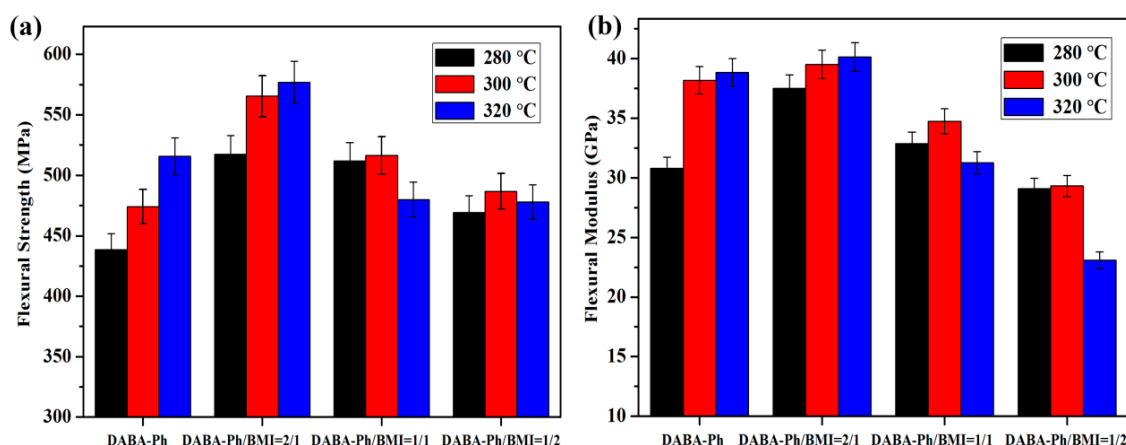 (a)
Flexural Strength (MPa)
600
550
500
450
400
350
300
280 °C
300 °C
320 °C
DABA-Ph DABA-Ph/BMI=2/1 DABA-Ph/BMI=1/1 DABA-Ph/BMI=1/2
(b)
Flexural Modulus (GPa)
40
35
30
25
20
15
10
280 °C
300 °C
320 °C
DABA-Ph DABA-Ph/BMI=2/1 DABA-Ph/BMI=1/1 DABA-Ph/BMI=1/2